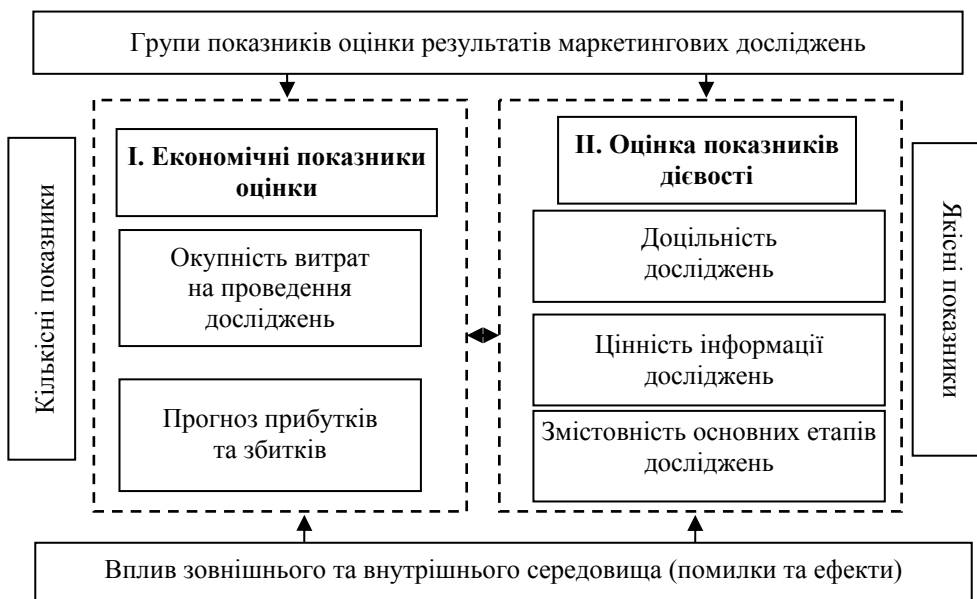 Групи показників оцінки результатів маркетингових досліджень
Кількісні показники
І. Економічні показники
оцінки
Окупність витрат
на проведення
досліджень
Прогноз прибутків
та збитків
ІІ. Оцінка показників
дієвості
Доцільність
досліджень
Цінність інформації
досліджень
Змістовність основних етапів
досліджень
Якісні показники
Вплив зовнішнього та внутрішнього середовища (помилки та ефекти)